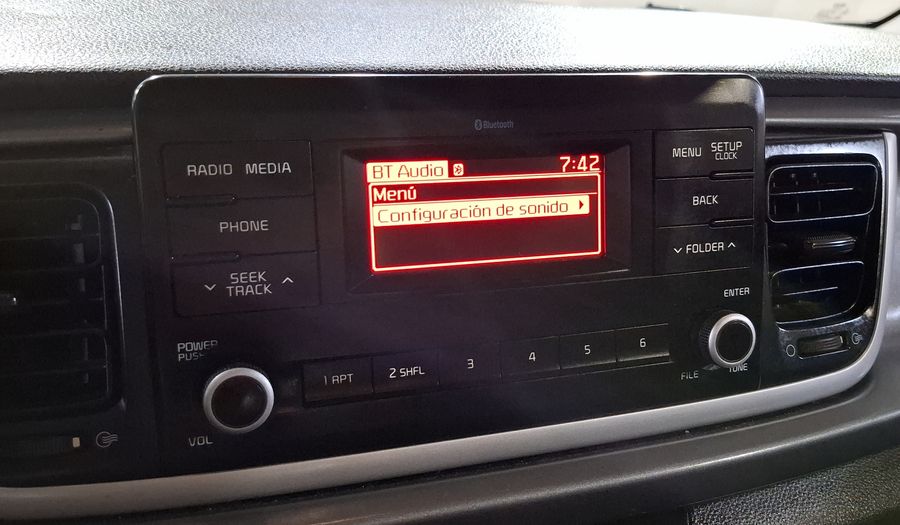 Bluetooth
RADIO MEDIA
PHONE
SEEK
TRACK
BT Audio 7:42
Menú
Configuración de sonido
MENU SETUP
CLOCK
BACK
FOLDER
POWER
PUSH
VOL
1 RPT
2 SHFL
3
4
5
6
ENTER
FILE
TUNE